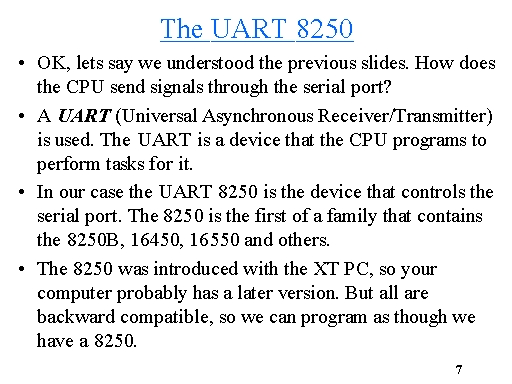 The UART 8250
• OK, lets say we understood the previous slides. How does
the CPU send signals through the serial port?
• A UART (Universal Asynchronous Receiver/Transmitter)
is used. The UART is a device that the CPU programs to
perform tasks for it.
• In our case the UART 8250 is the device that controls the
serial port. The 8250 is the first of a family that contains
the 8250B, 16450, 16550 and others.
• The 8250 was introduced with the XT PC, so your
computer probably has a later version. But all are
backward compatible, so we can program as though we
have a 8250.
7